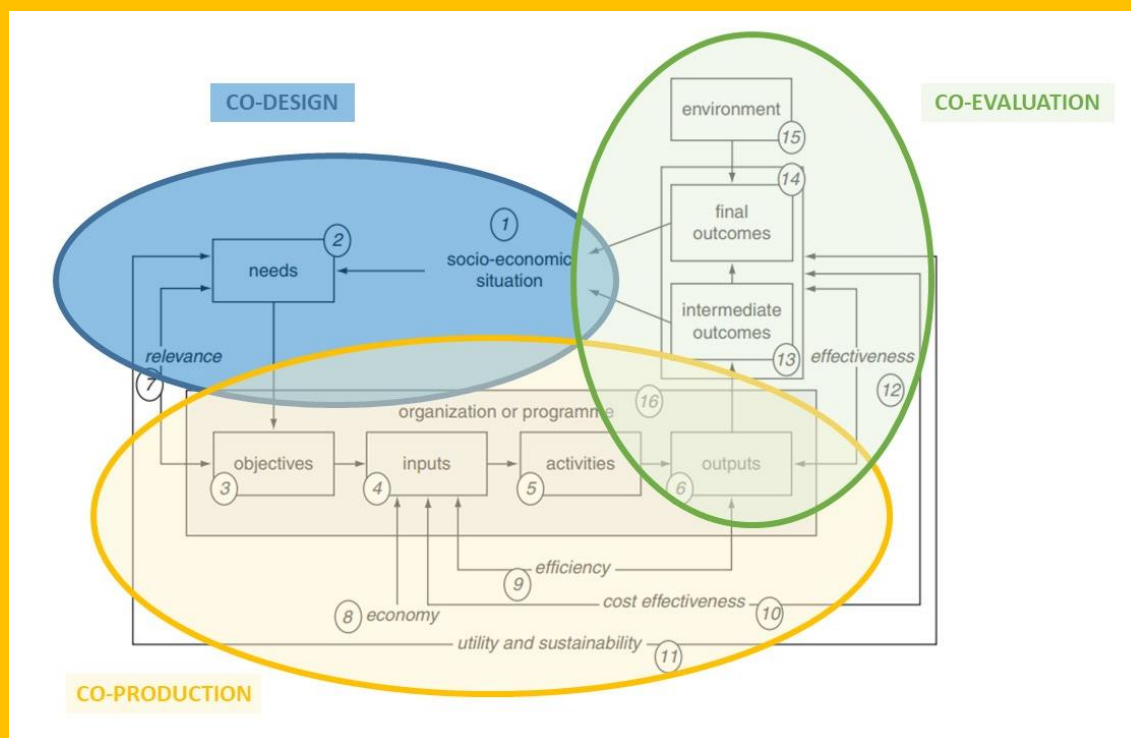 CO-DESIGN
CO-EVALUATION
environment
15
14
final
outcomes
1
2
needs
socio-economic
situation
intermediate
outcomes
13
relevance
7
effectiveness
12
16
organization or programme
objectives
3
inputs
4
activities
5
outputs
6
efficiency
9
cost effectiveness
10
8
economy
utility and sustainability
11
CO-PRODUCTION